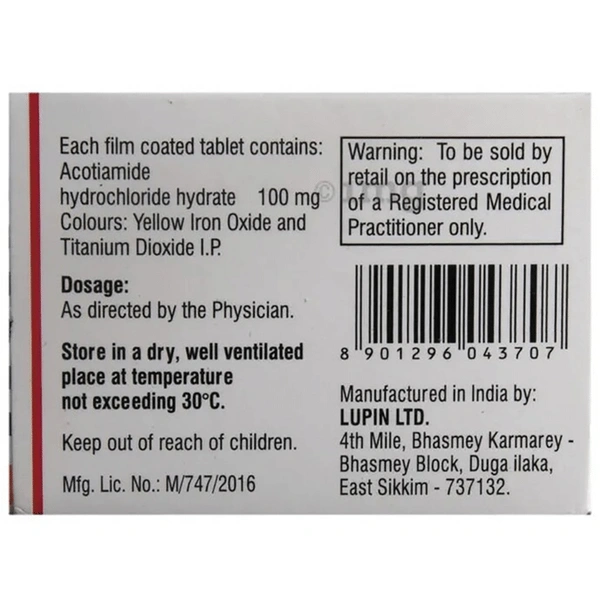 Each film coated tablet contains:
Acotiamide
hydrochloride hydrate 100 mg
Colours: Yellow Iron Oxide and
Titanium Dioxide I.P.
Dosage:
As directed by the Physician.
Store in a dry, well ventilated
place at temperature
not exceeding 30°C.
Keep out of reach of children.
Mfg. Lic. No.: M/747/2016
Warning: To be sold by
retail on the prescription
of a Registered Medical
Practitioner only.
8 901296 043707
Manufactured in India by:
LUPIN LTD.
4th Mile, Bhasmey Karmarey -
Bhasmey Block, Duga ilaka,
East Sikkim - 737132.